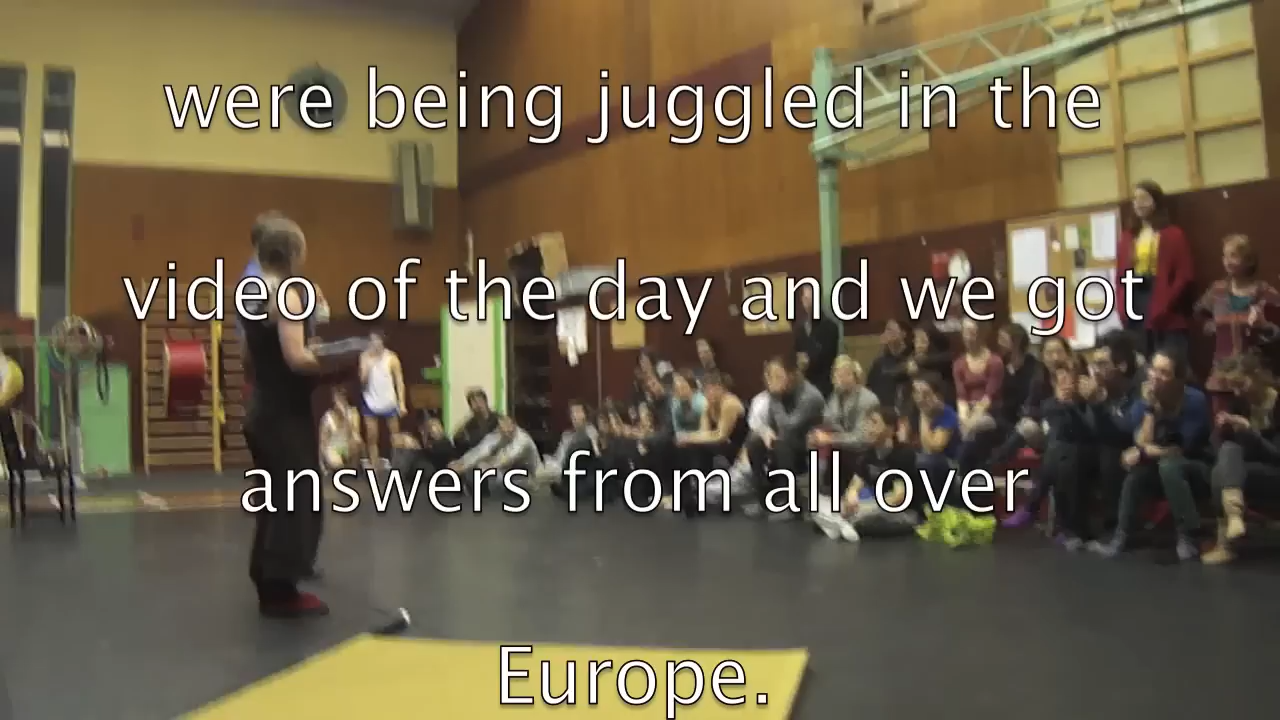 were being juggled in the
video of the day and we got
answers from all over
Europe.